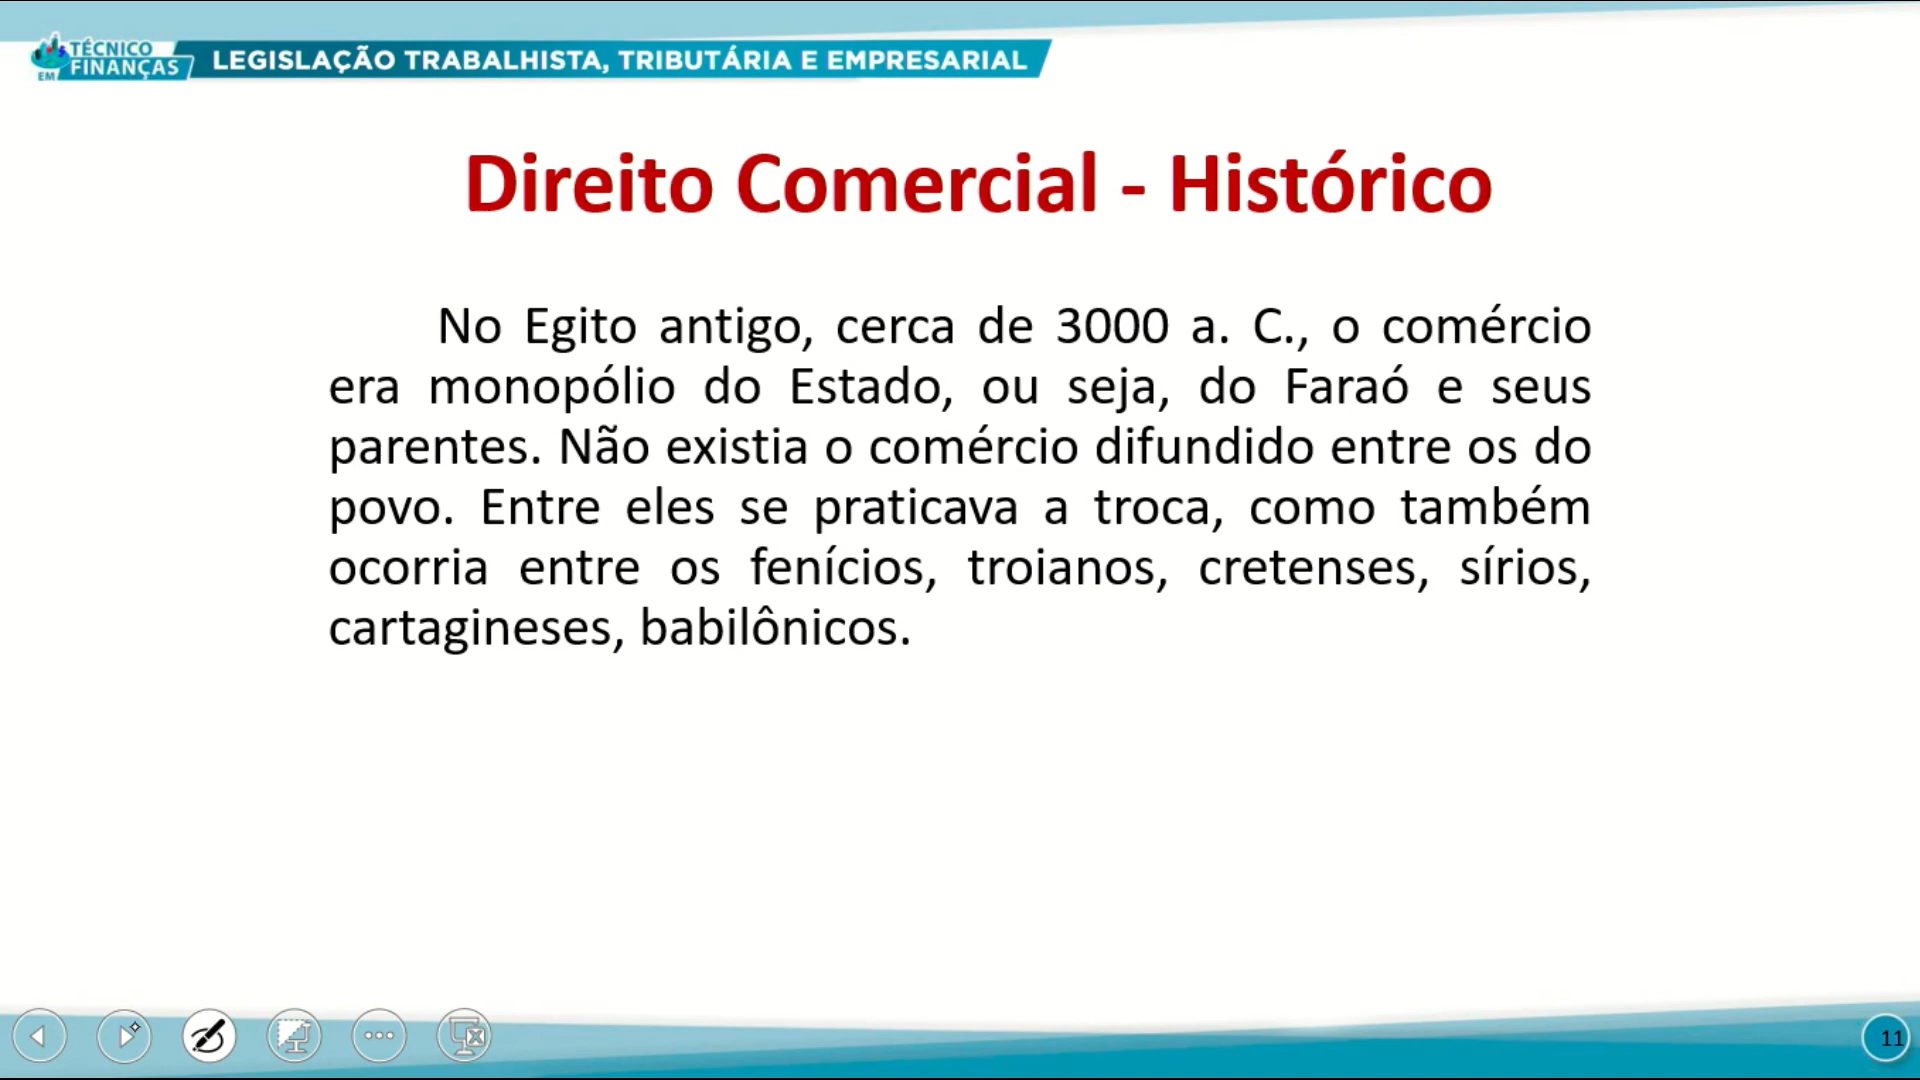 TÉCNICO
EM FINANÇAS
LEGISLAÇÃO TRABALHISTA, TRIBUTÁRIA E EMPRESARIAL
Direito Comercial - Histórico
No Egito antigo, cerca de 3000 a. C., o comércio
era monopólio do Estado, ou seja, do Faraó e seus
parentes. Não existia o comércio difundido entre os do
povo. Entre eles se praticava a troca, como também
ocorria entre os fenícios, troianos, cretenses, sírios,
cartagineses, babilônicos.
11